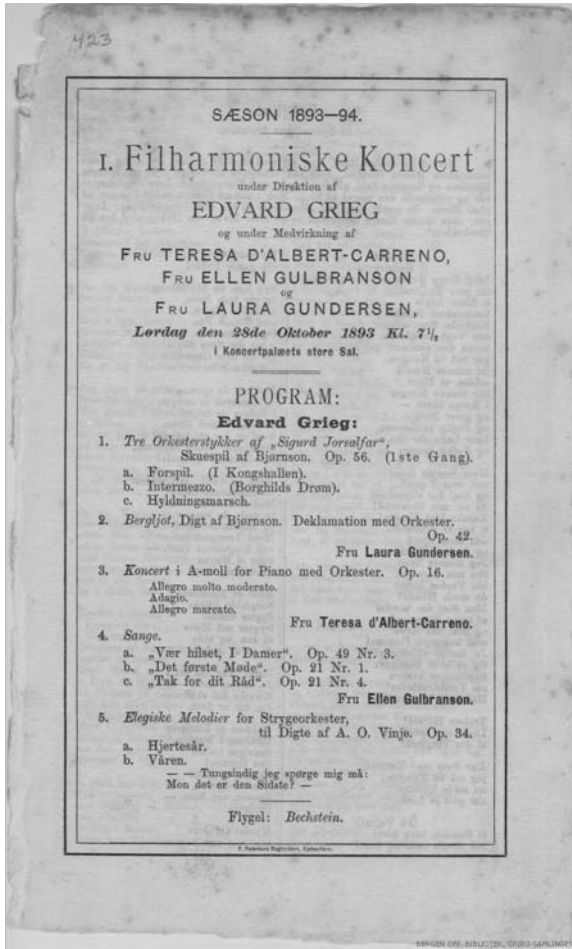 423
SÆSON 1893—94.
I. Filharmoniske Koncert
under Direktion af
EDVARD GRIEG
og under Medvirkning af
FRU TERESA D'ALBERT-CARRENO,
FRU ELLEN GULBRANSON
og
FRU LAURA GUNDERSEN,
Lørdag den 28de Oktober 1893 Kl. 7½
i Koncertpalæets store Sal.
PROGRAM:
Edvard Grieg:
1. Tre Orkesterstykker af „Sigurd Jorsalfar“,
Skuespil af Bjørnson. Op. 56. (1ste Gang).
a. Forspil. (I Kongshallen).
b. Intermezzo. (Borghilds Drøm).
c. Hyldningsmarsch.
2. Bergljot, Digt af Bjørnson. Deklamation med Orkester.
Op. 42.
Fru Laura Gundersen.
3. Koncert i A-moll for Piano med Orkester. Op. 16.
Allegro molto moderato.
Adagio.
Allegro marcato.
Fru Teresa d'Albert-Carreno.
4. Sange.
a. „Vær hilset, I Damer“. Op. 49 Nr. 3.
b. „Det første Møde“. Op. 21 Nr. 1.
c. „Tak for dit Råd“. Op. 21 Nr. 4.
Fru Ellen Gulbranson.
5. Elegiske Melodier for Strygeorkester,
til Digte af A. O. Vinje. Op. 34.
a. Hjertesår.
b. Våren.
— — Tungsindig jeg spørge mig må:
Mon det er den Sidste? —
Flygel: Bechstein.
BERGEN OFF. BIBLIOTEK, GRIEG-SAMLINGEN